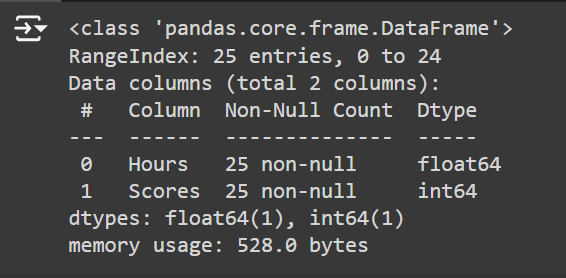 <class 'pandas.core.frame.DataFrame'>
RangeIndex: 25 entries, 0 to 24
Data columns (total 2 columns):
 #   Column  Non-Null Count  Dtype
---  ------  --------------  -----
 0   Hours   25 non-null     float64
 1   Scores  25 non-null     int64
dtypes: float64(1), int64(1)
memory usage: 528.0 bytes